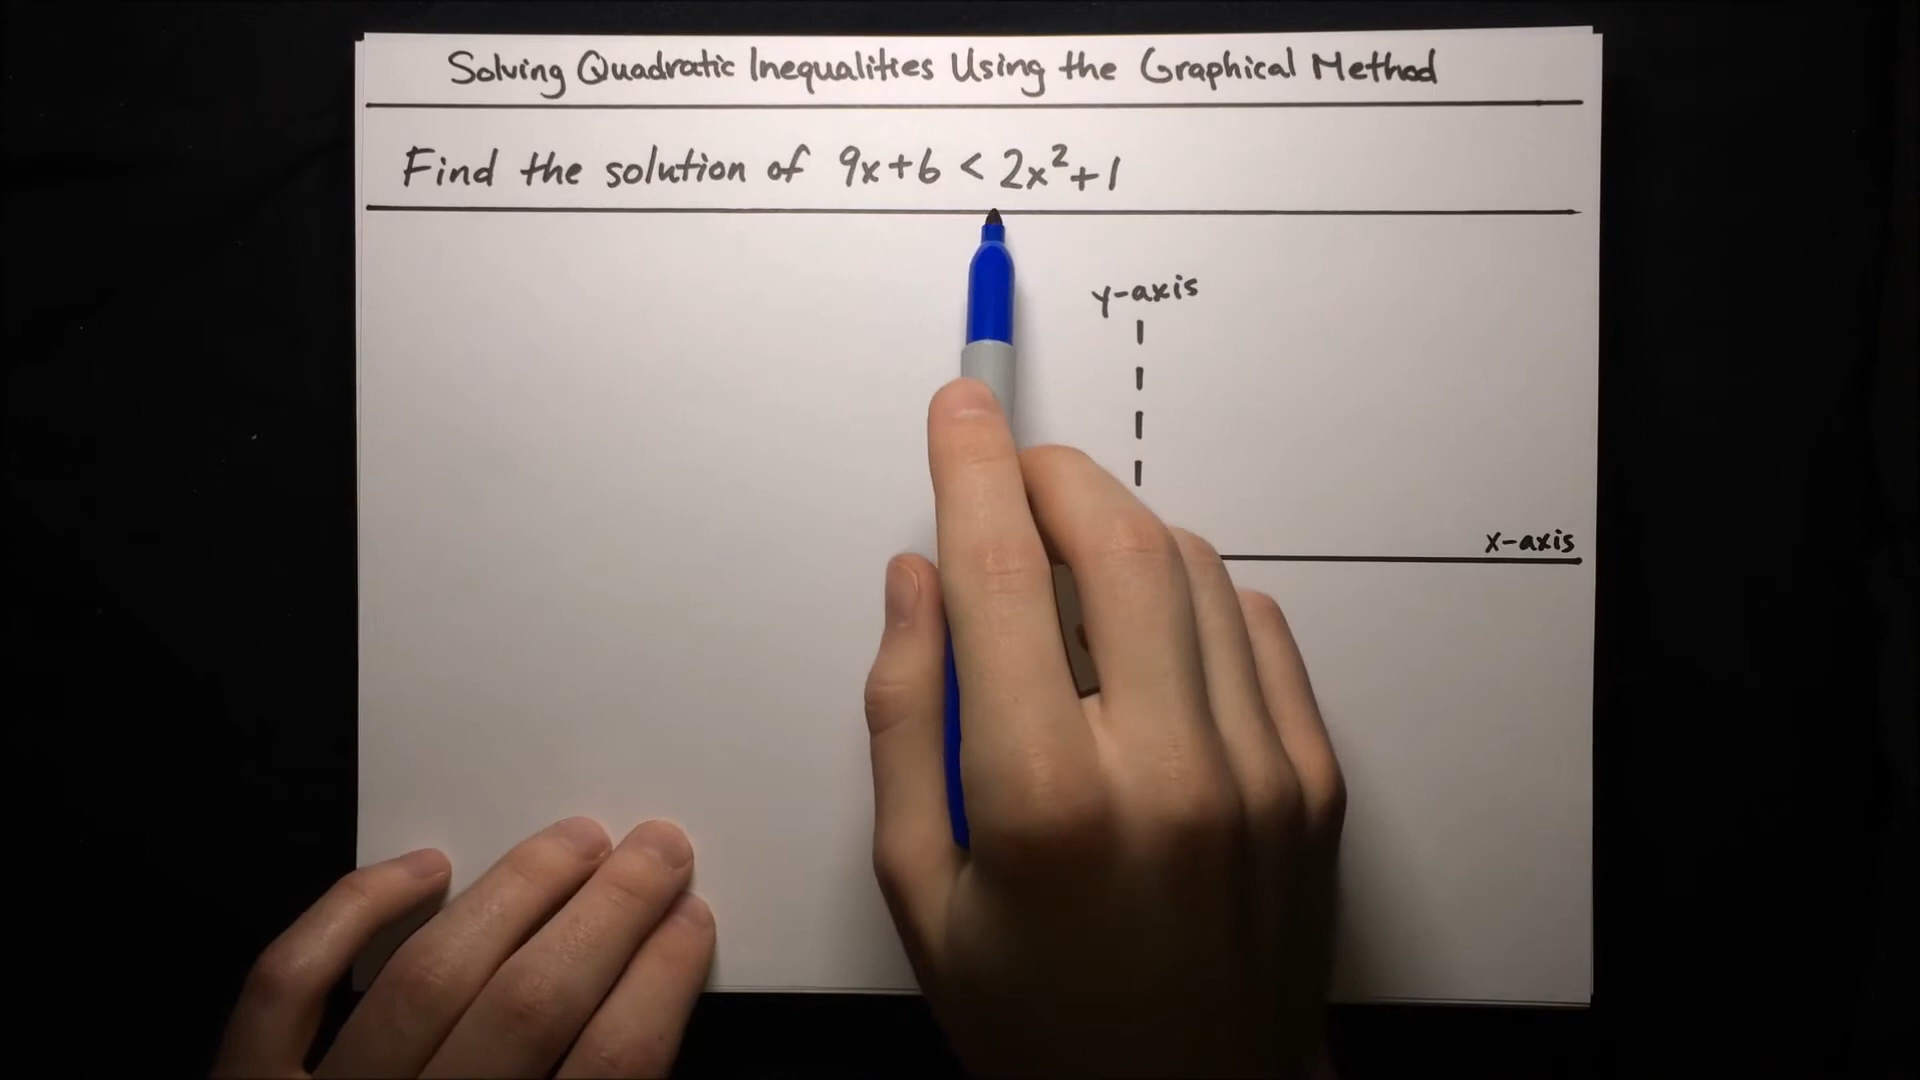 Solving Quadratic Inequalities Using the Graphical Method
Find the solution of 9x+6 < 2x²+1
y-axis
x-axis